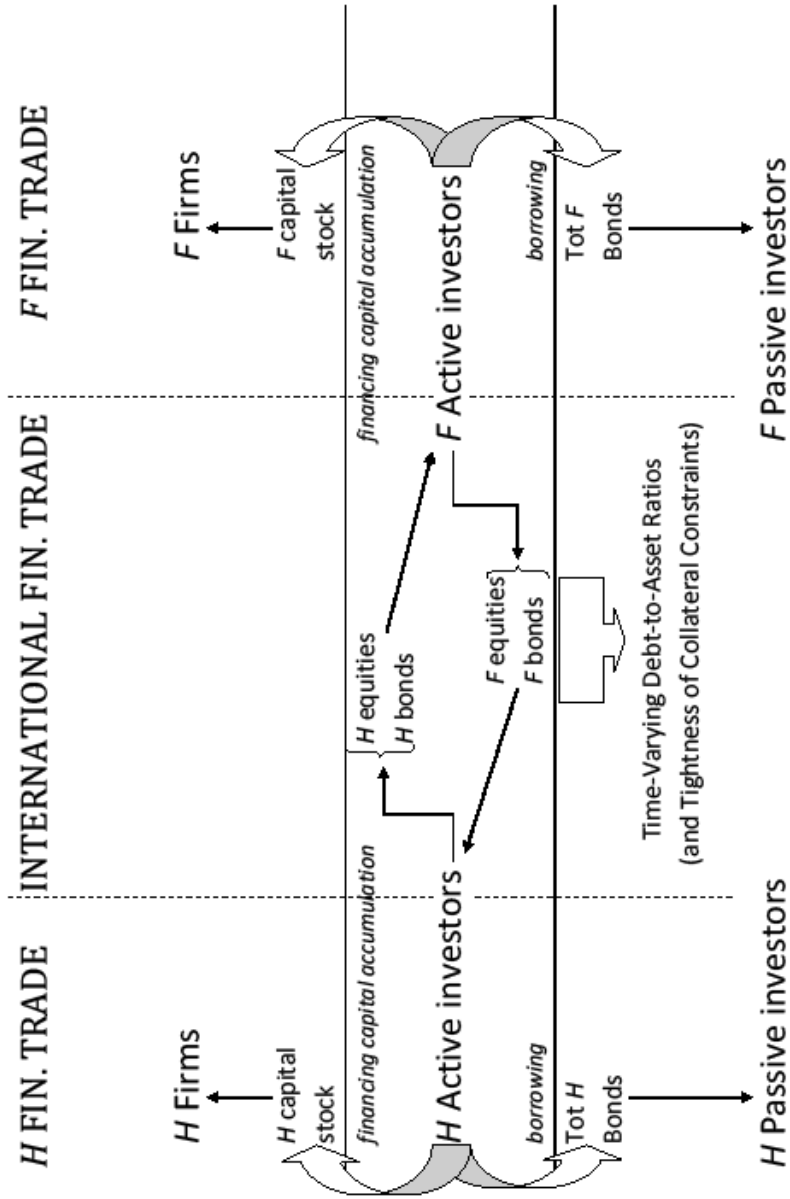 H FIN. TRADE
INTERNATIONAL FIN. TRADE
F FIN. TRADE
H Firms
F Firms
H capital
stock
F capital
stock
financing capital accumulation
H equities
H bonds
financing capital accumulation
H Active investors
F Active investors
borrowing
F equities
F bonds
borrowing
Tot H
Bonds
Tot F
Bonds
Time-Varying Debt-to-Asset Ratios
(and Tightness of Collateral Constraints)
H Passive investors
F Passive investors